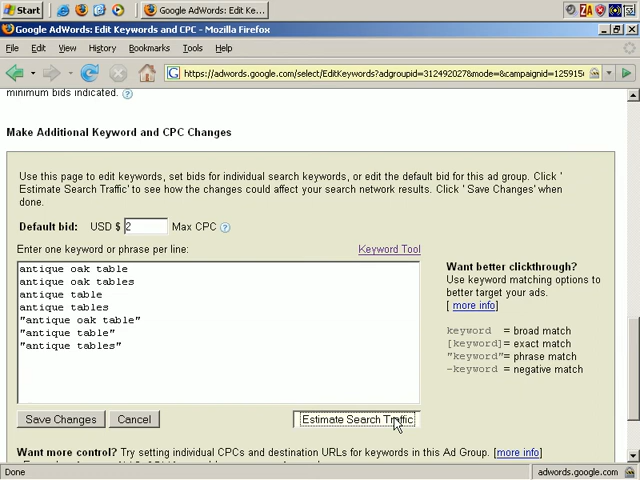 Start
Google AdWords: Edit Ke...
Google AdWords: Edit Keywords and CPC - Mozilla Firefox
File Edit View History Bookmarks Tools Help
https://adwords.google.com/select/EditKeywords?adgroupid=312492027&mode=&campaignid=125915
minimum bids indicated. ?
Make Additional Keyword and CPC Changes
Use this page to edit keywords, set bids for individual search keywords, or edit the default bid for this ad group. Click '
Estimate Search Traffic' to see how the changes could affect your search network results. Click ' Save Changes' when
done.
Default bid: USD $ 2 Max CPC ?
Enter one keyword or phrase per line: Keyword Tool
antique oak table
antique oak tables
antique table
antique tables
"antique oak table"
"antique table"
"antique tables"
Want better clickthrough?
Use keyword matching options to
better target your ads.
[ more info]
keyword = broad match
[keyword]= exact match
"keyword"= phrase match
-keyword = negative match
Save Changes Cancel Estimate Search Traffic
Want more control? Try setting individual CPCs and destination URLs for keywords in this Ad Group. [more info]
Done adwords.google.com